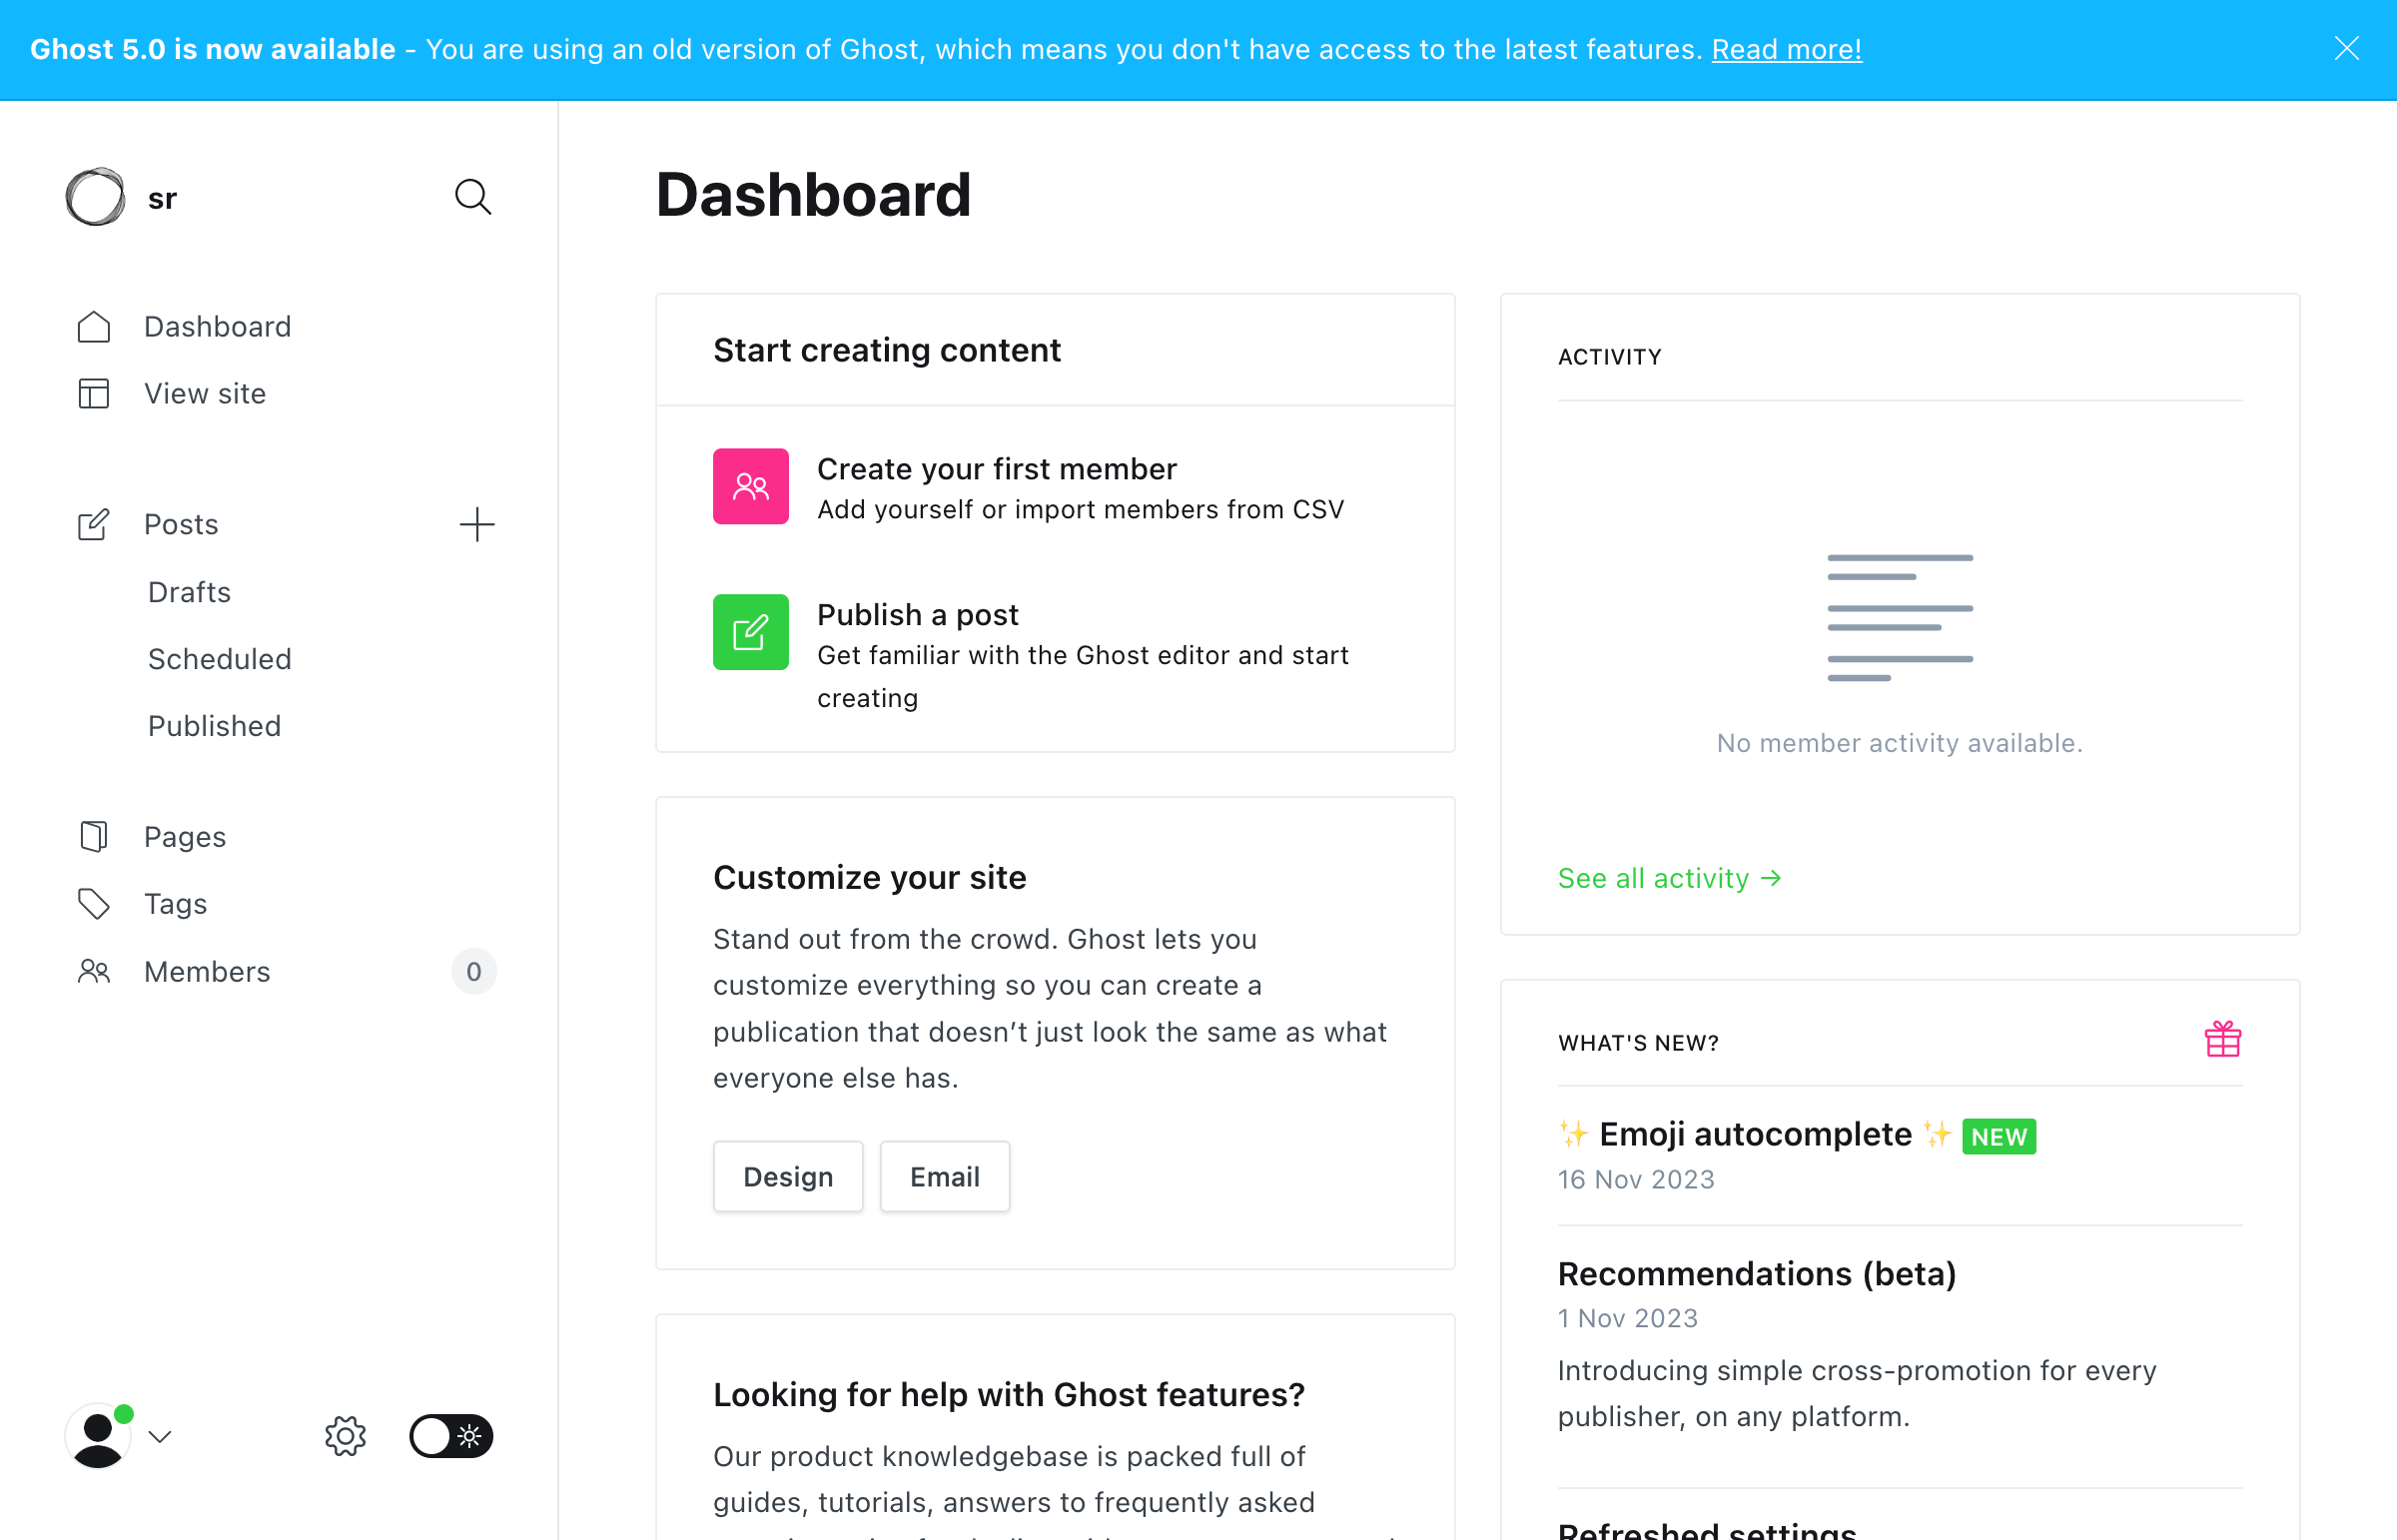 Ghost 5.0 is now available - You are using an old version of Ghost, which means you don't have access to the latest features. Read more!
sr
Dashboard
View site
Posts
Drafts
Scheduled
Published
Pages
Tags
Members
0
Dashboard
Start creating content
Create your first member
Add yourself or import members from CSV
Publish a post
Get familiar with the Ghost editor and start
creating
Customize your site
Stand out from the crowd. Ghost lets you
customize everything so you can create a
publication that doesn’t just look the same as what
everyone else has.
Design
Email
Looking for help with Ghost features?
Our product knowledgebase is packed full of
guides, tutorials, answers to frequently asked
ACTIVITY
No member activity available.
See all activity →
WHAT'S NEW?
✨ Emoji autocomplete ✨ NEW
16 Nov 2023
Recommendations (beta)
1 Nov 2023
Introducing simple cross-promotion for every
publisher, on any platform.
Refreshed settings